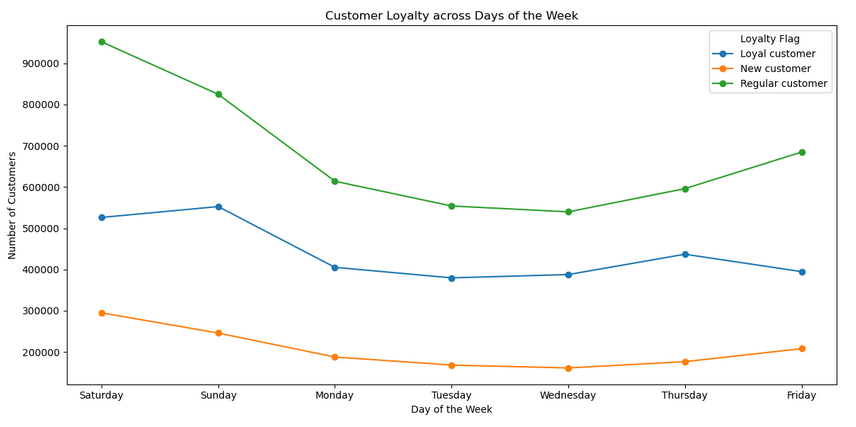 Customer Loyalty across Days of the Week
Loyalty Flag
Loyal customer
New customer
Regular customer
Number of Customers
900000
800000
700000
600000
500000
400000
300000
200000
Saturday Sunday Monday Tuesday Wednesday Thursday Friday
Day of the Week